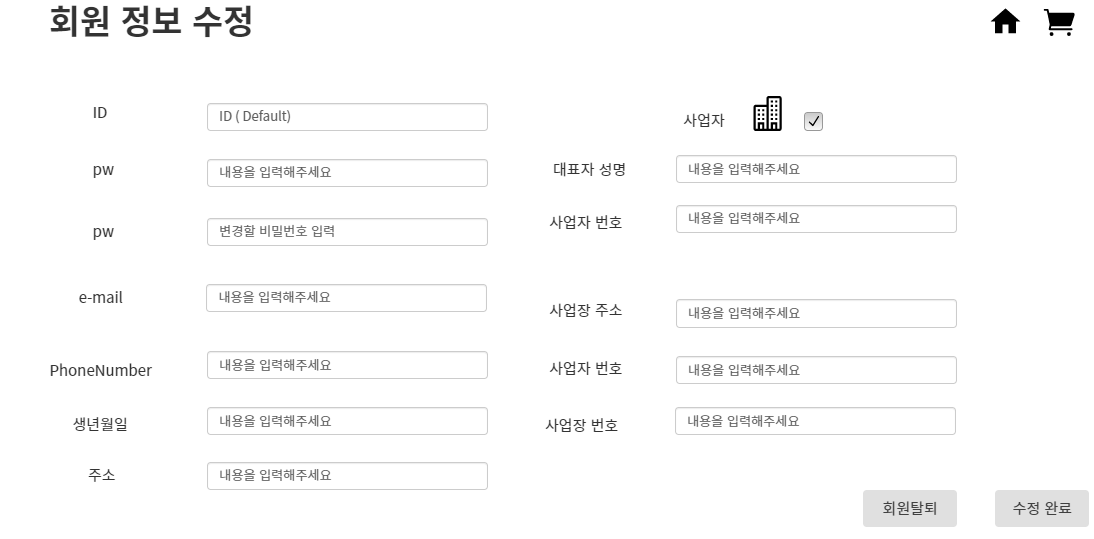 회원 정보 수정
ID
ID ( Default)
pw
내용을 입력해주세요
pw
변경할 비밀번호 입력
e-mail
내용을 입력해주세요
PhoneNumber
내용을 입력해주세요
생년월일
내용을 입력해주세요
주소
내용을 입력해주세요
사업자
대표자 성명
내용을 입력해주세요
사업자 번호
내용을 입력해주세요
사업장 주소
내용을 입력해주세요
사업자 번호
내용을 입력해주세요
사업장 번호
내용을 입력해주세요
회원탈퇴
수정 완료